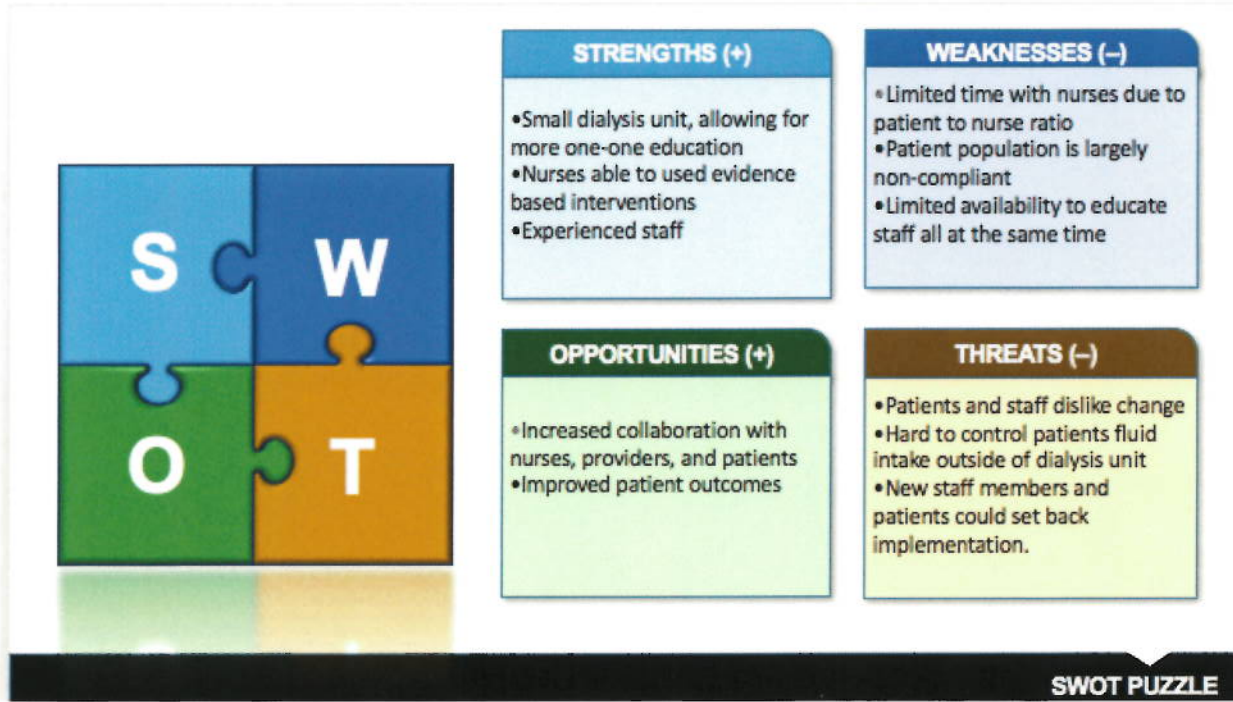 S
W
O
T
STRENGTHS (+)
•Small dialysis unit, allowing for
more one-one education
•Nurses able to used evidence
based interventions
•Experienced staff
WEAKNESSES (–)
•Limited time with nurses due to
patient to nurse ratio
•Patient population is largely
non-compliant
•Limited availability to educate
staff all at the same time
OPPORTUNITIES (+)
•Increased collaboration with
nurses, providers, and patients
•Improved patient outcomes
THREATS (–)
•Patients and staff dislike change
•Hard to control patients fluid
intake outside of dialysis unit
•New staff members and
patients could set back
implementation.
SWOT PUZZLE